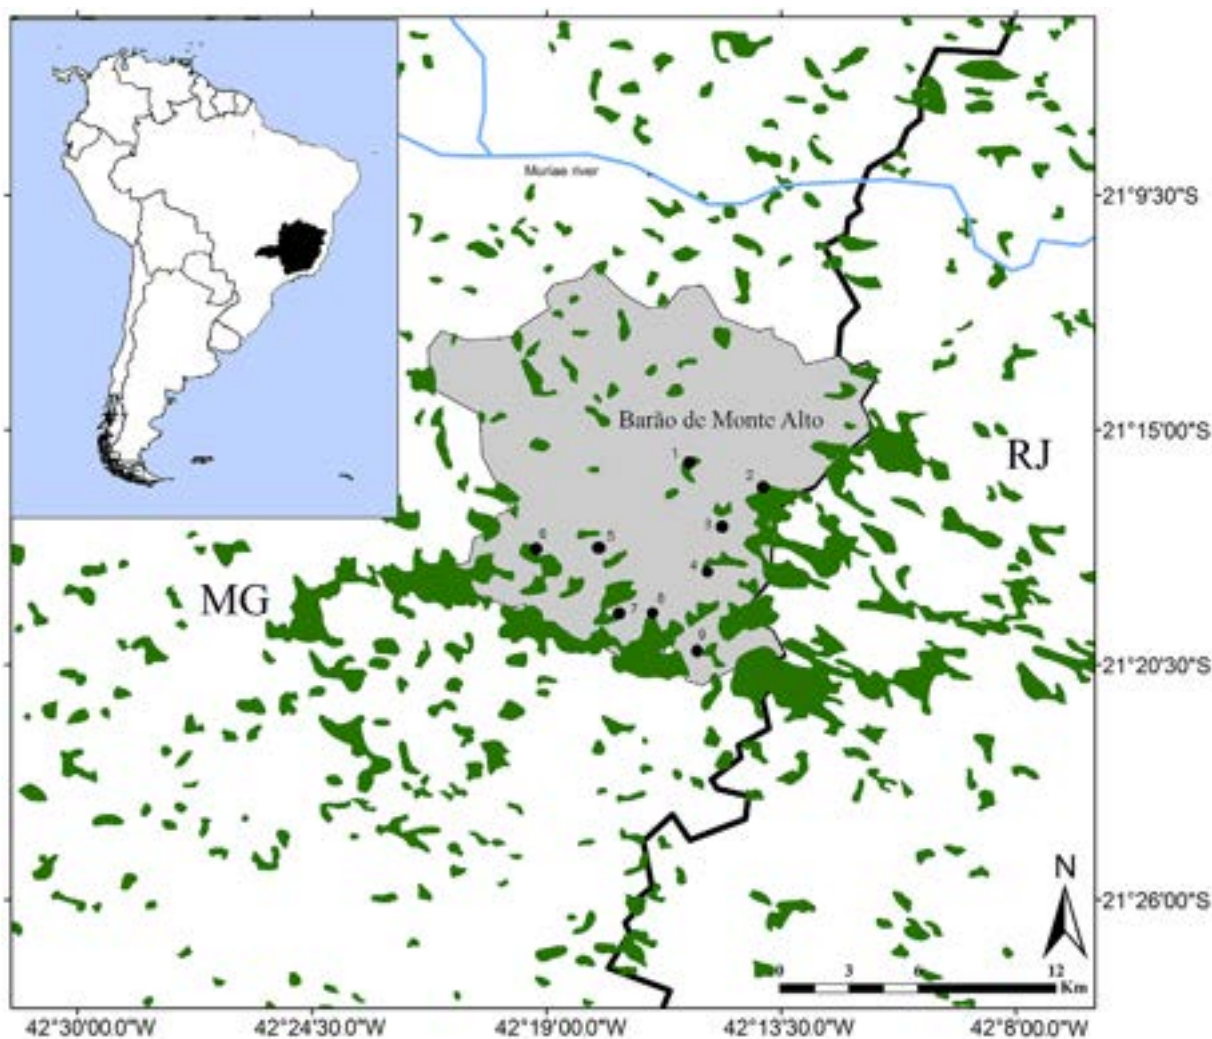 Muriae river
21°9'30"S
Barão de Monte Alto
21°15'00"S
RJ
1
2
3
6
5
4
MG
7
8
9
21°20'30"S
N
21°26'00"S
0 3 6 12
Km
42°30'00.0"W 42°24'30.0"W 42°19'00.0"W 42°13'30.0"W 42°8'00.0"W